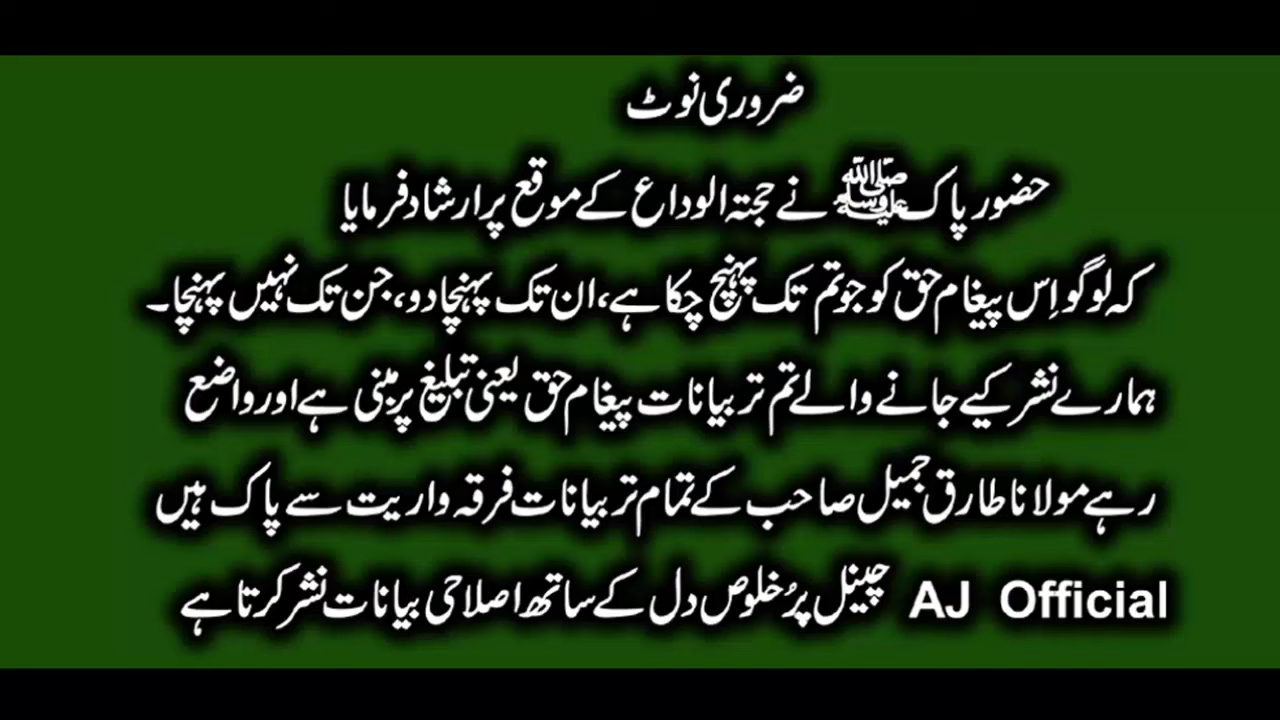 ضروری نوٹ
حضور پاک ﷺ نے حجتہ الوداع کے موقع پر ارشاد فرمایا
کہ لوگو اِس پیغام حق کو جو تم تک پہنچ چکا ہے، ان تک پہنچا دو، جن تک نہیں پہنچا۔
ہمارے نشر کیے جانے والے تم تر بیانات پیغام حق یعنی تبلیغ پر مبنی ہے اور واضع
رہے مولانا طارق جمیل صاحب کے تمام تر بیانات فرقہ واریت سے پاک ہیں
AJ Official چینل پرُ خلوص دل کے ساتھ اصلاحی بیانات نشر کرتا ہے